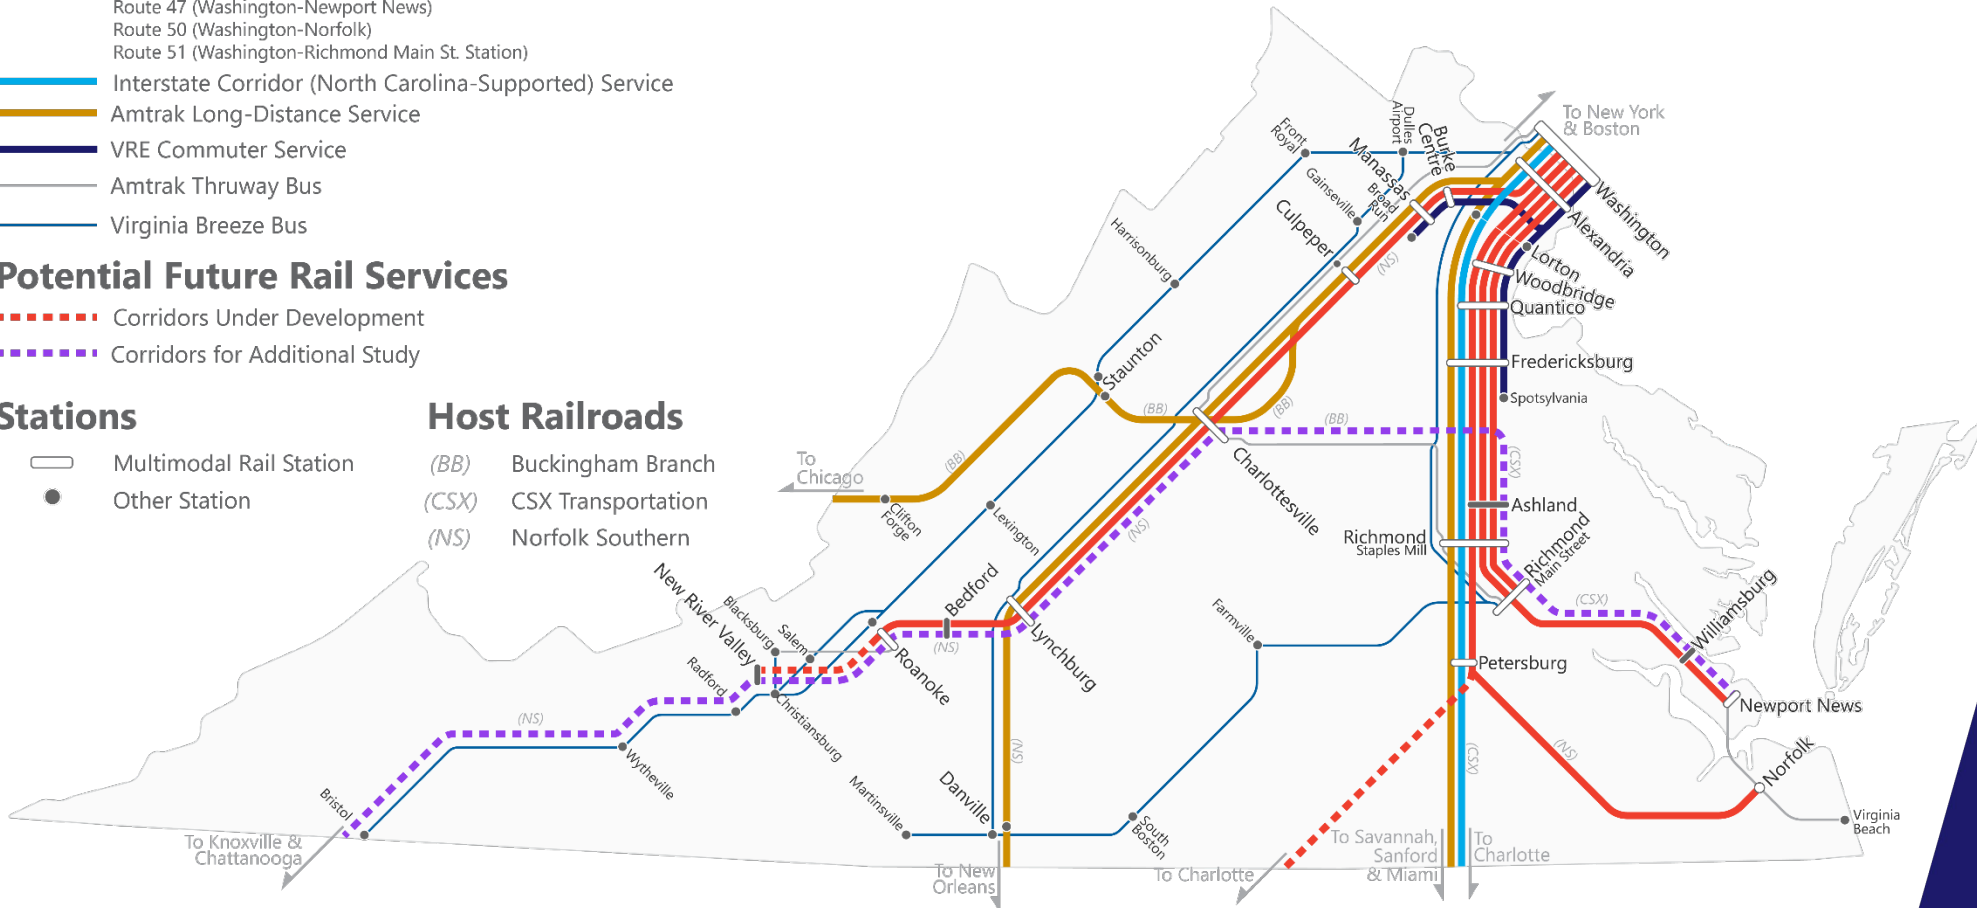 Route 47 (Washington-Newport News)
Route 50 (Washington-Norfolk)
Route 51 (Washington-Richmond Main St. Station)
Interstate Corridor (North Carolina-Supported) Service
Amtrak Long-Distance Service
VRE Commuter Service
Amtrak Thruway Bus
Virginia Breeze Bus
Potential Future Rail Services
Corridors Under Development
Corridors for Additional Study
Stations
Multimodal Rail Station
Other Station
Host Railroads
(BB) Buckingham Branch
(CSX) CSX Transportation
(NS) Norfolk Southern
To New York
& Boston
Washington
Alexandria
Lorton
Woodbridge
Quantico
Fredericksburg
Spotsylvania
Dulles
Airport
Burke
Centre
Manassas
Broad
Run
Front
Royal
Gainseville
Culpeper
(NS)
Harrisonburg
Staunton
(BB)
(BB)
(BB)
(BB)
Charlottesville
(CSX)
Ashland
Richmond
Staples Mill
Richmond
Main Street
(CSX)
Williamsburg
Newport News
Norfolk
Virginia
Beach
(NS)
Petersburg
(CSX)
To
Chicago
Clifton
Forge
Lexington
(NS)
Lynchburg
Bedford
(NS)
Roanoke
New River Valley
Blacksburg
Salem
Radford
Christiansburg
(NS)
Wytheville
Bristol
To Knoxville &
Chattanooga
Martinsville
Danville
(NS)
South
Boston
Farmville
To New
Orleans
To Charlotte
To Savannah,
Sanford
& Miami
To
Charlotte